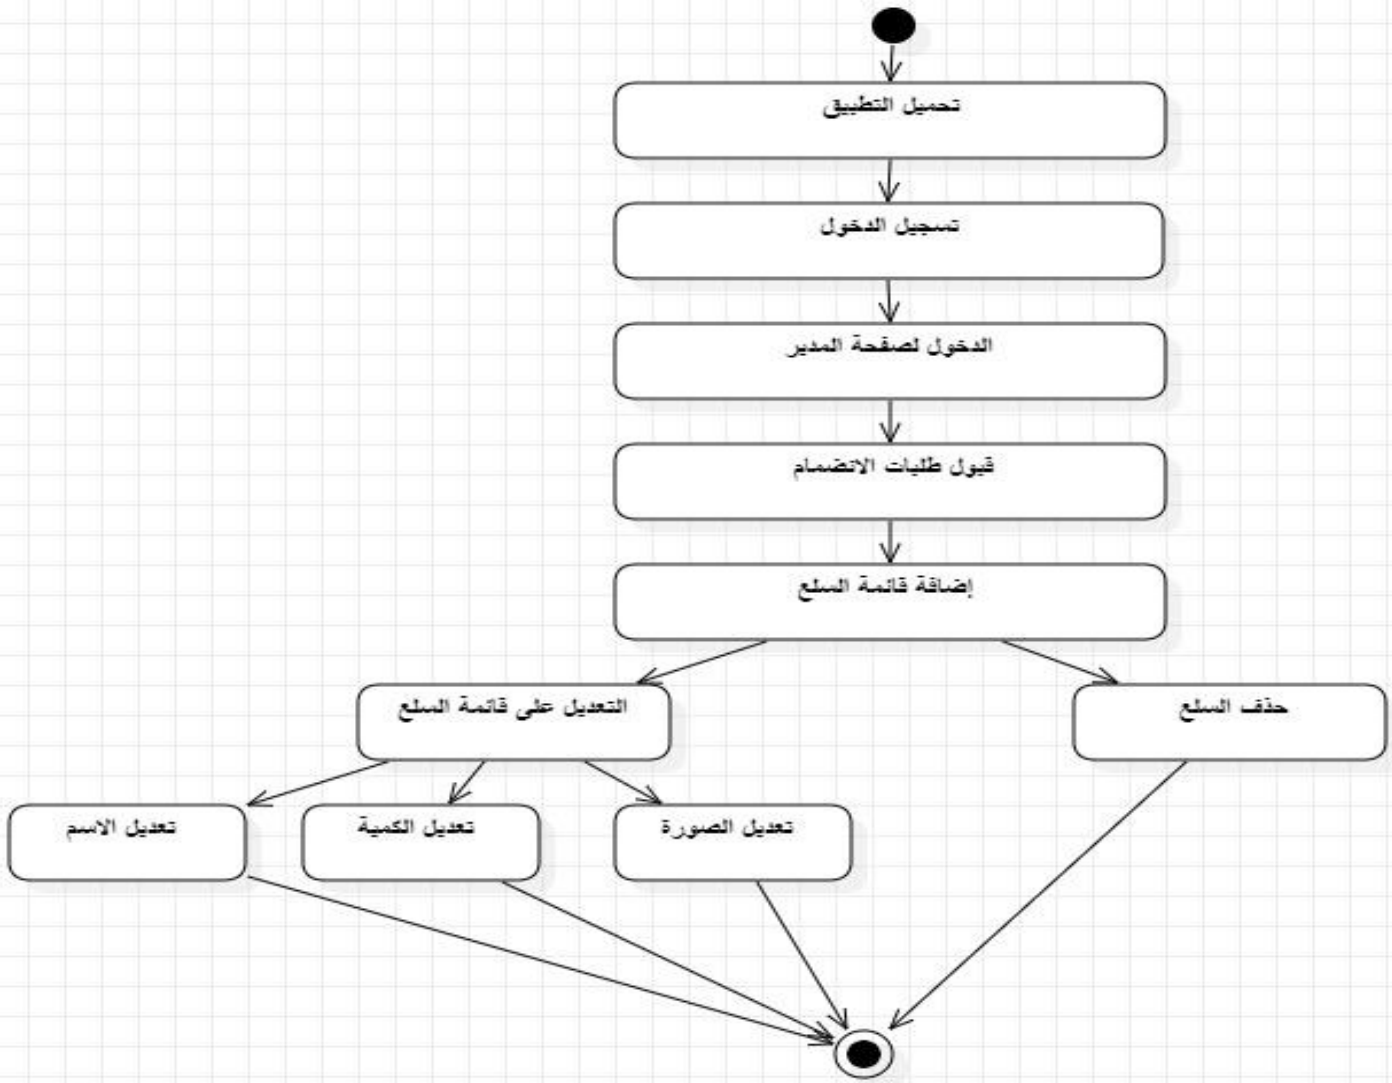 تحميل التطبيق
تسجيل الدخول
الدخول لصفحة المدير
قبول طلبات الانضمام
إضافة قائمة السلع
التعديل على قائمة السلع
حذف السلع
تعديل الصورة
تعديل الكمية
تعديل الاسم